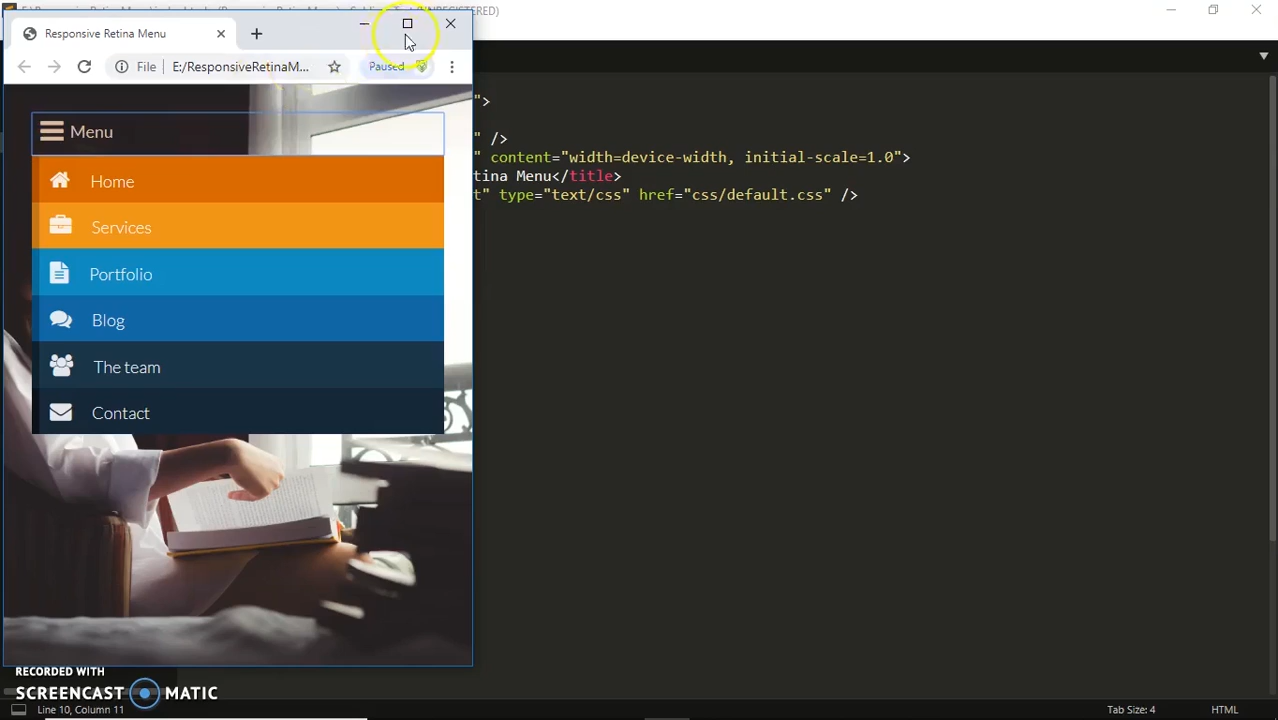 Responsive Retina Menu
File
E:/ResponsiveRetinaM...
Paused
Menu
Home
Services
Portfolio
Blog
The team
Contact
">
" />
" content="width=device-width, initial-scale=1.0">
tina Menu</title>
t" type="text/css" href="css/default.css" />
RECORDED WITH
SCREENCAST MATIC
Line 10, Column 11
Tab Size: 4
HTML